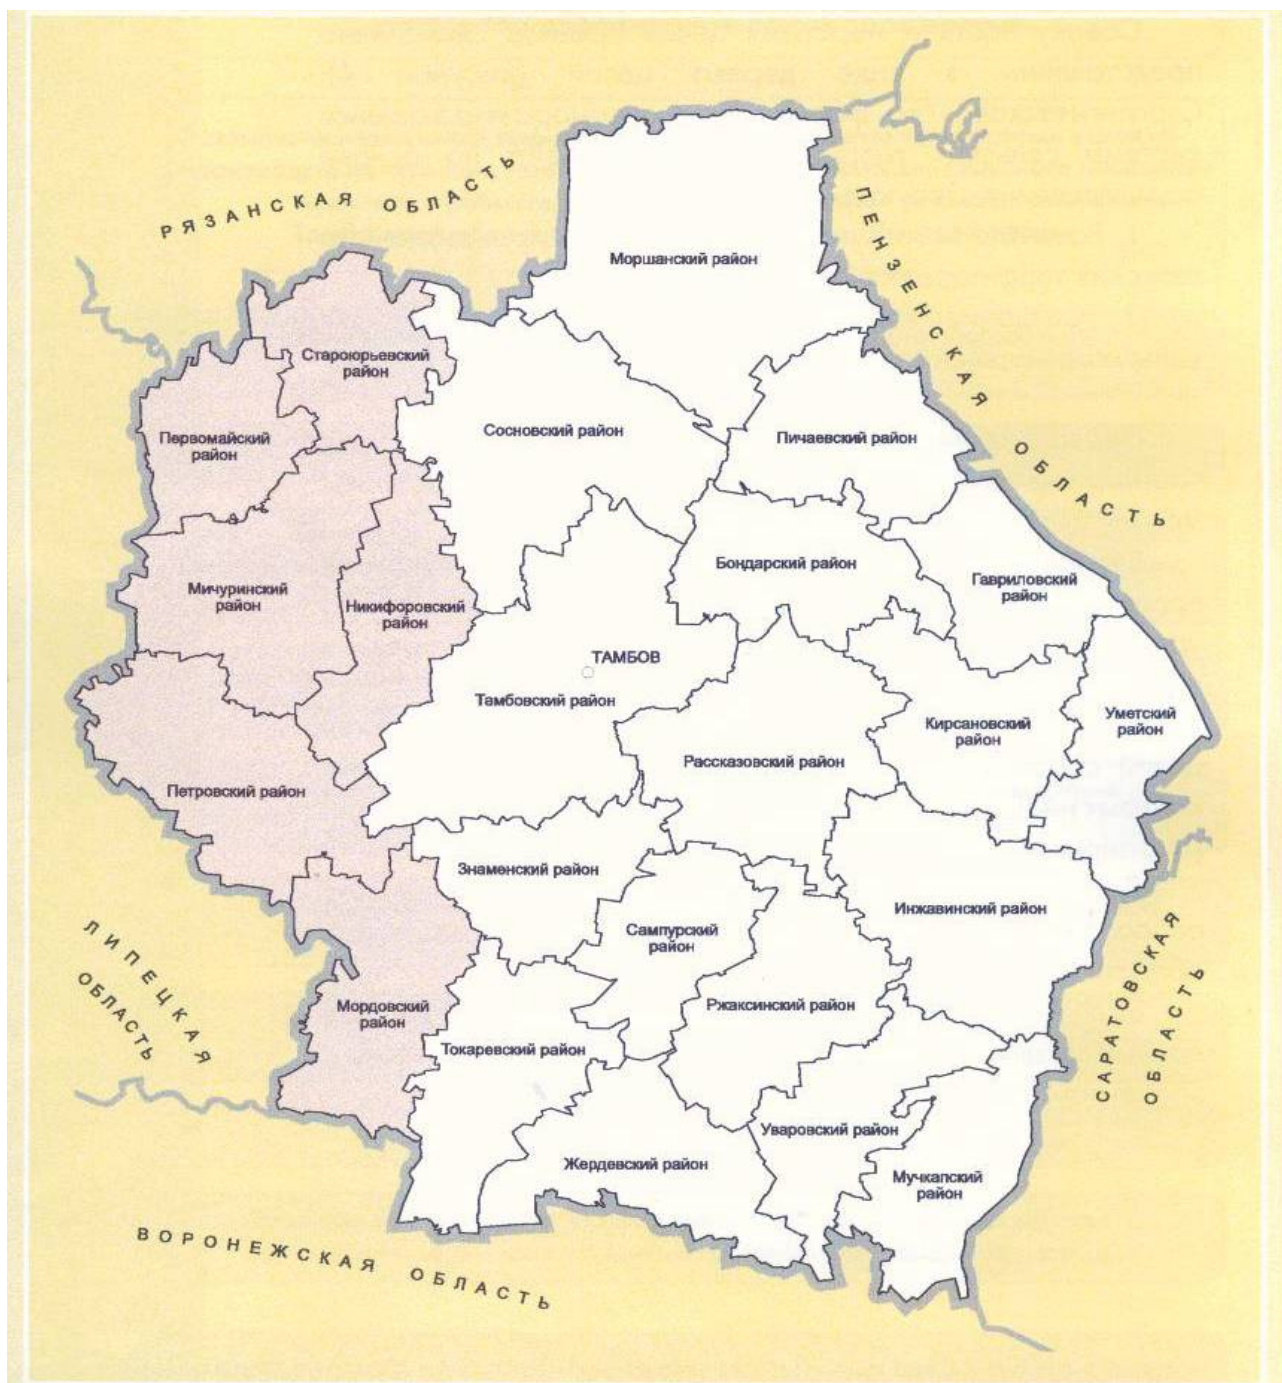 РЯЗАНСКАЯ ОБЛАСТЬ
ПЕНЗЕНСКАЯ ОБЛАСТЬ
Моршанский район
Староюрьевский
район
Первомайский
район
Сосновский район
Пичаевский район
Бондарский район
Гавриловский
район
Мичуринский
район
Никифоровский
район
ТАМБОВ
Тамбовский район
Кирсановский
район
Уметский
район
Рассказовский район
Петровский район
Знаменский район
Инжавинский район
Сампурский
район
Ржаксинский район
Мордовский
район
Токаревский район
ЛИПЕЦКАЯ
ОБЛАСТЬ
САРАТОВСКАЯ
ОБЛАСТЬ
Уваровский район
Жердевский район
Мучкапский
район
ВОРОНЕЖСКАЯ ОБЛАСТЬ